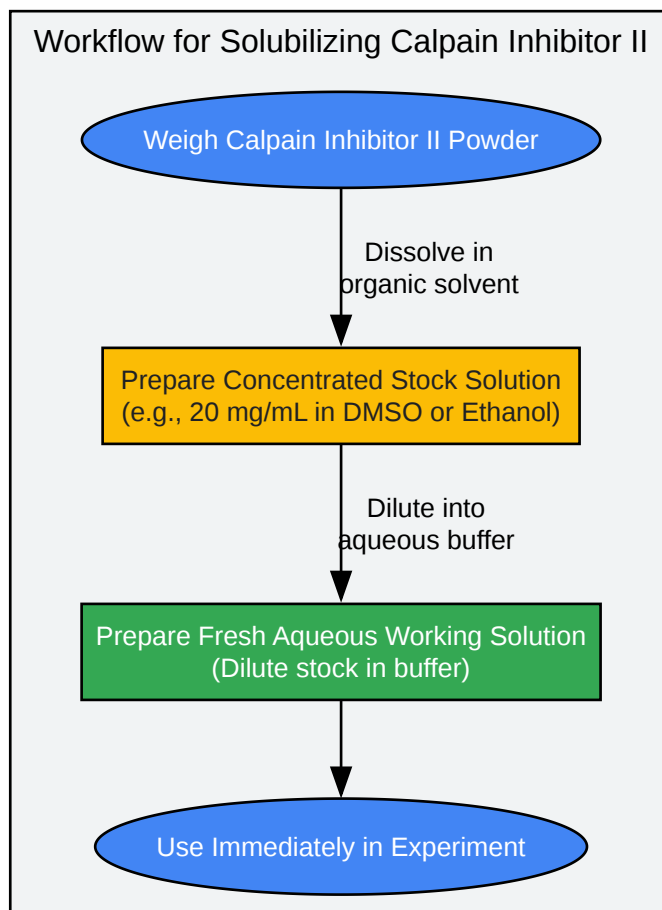 Workflow for Solubilizing Calpain Inhibitor II
Weigh Calpain Inhibitor II Powder
Dissolve in
organic solvent
Prepare Concentrated Stock Solution
(e.g., 20 mg/mL in DMSO or Ethanol)
Dilute into
aqueous buffer
Prepare Fresh Aqueous Working Solution
(Dilute stock in buffer)
Use Immediately in Experiment